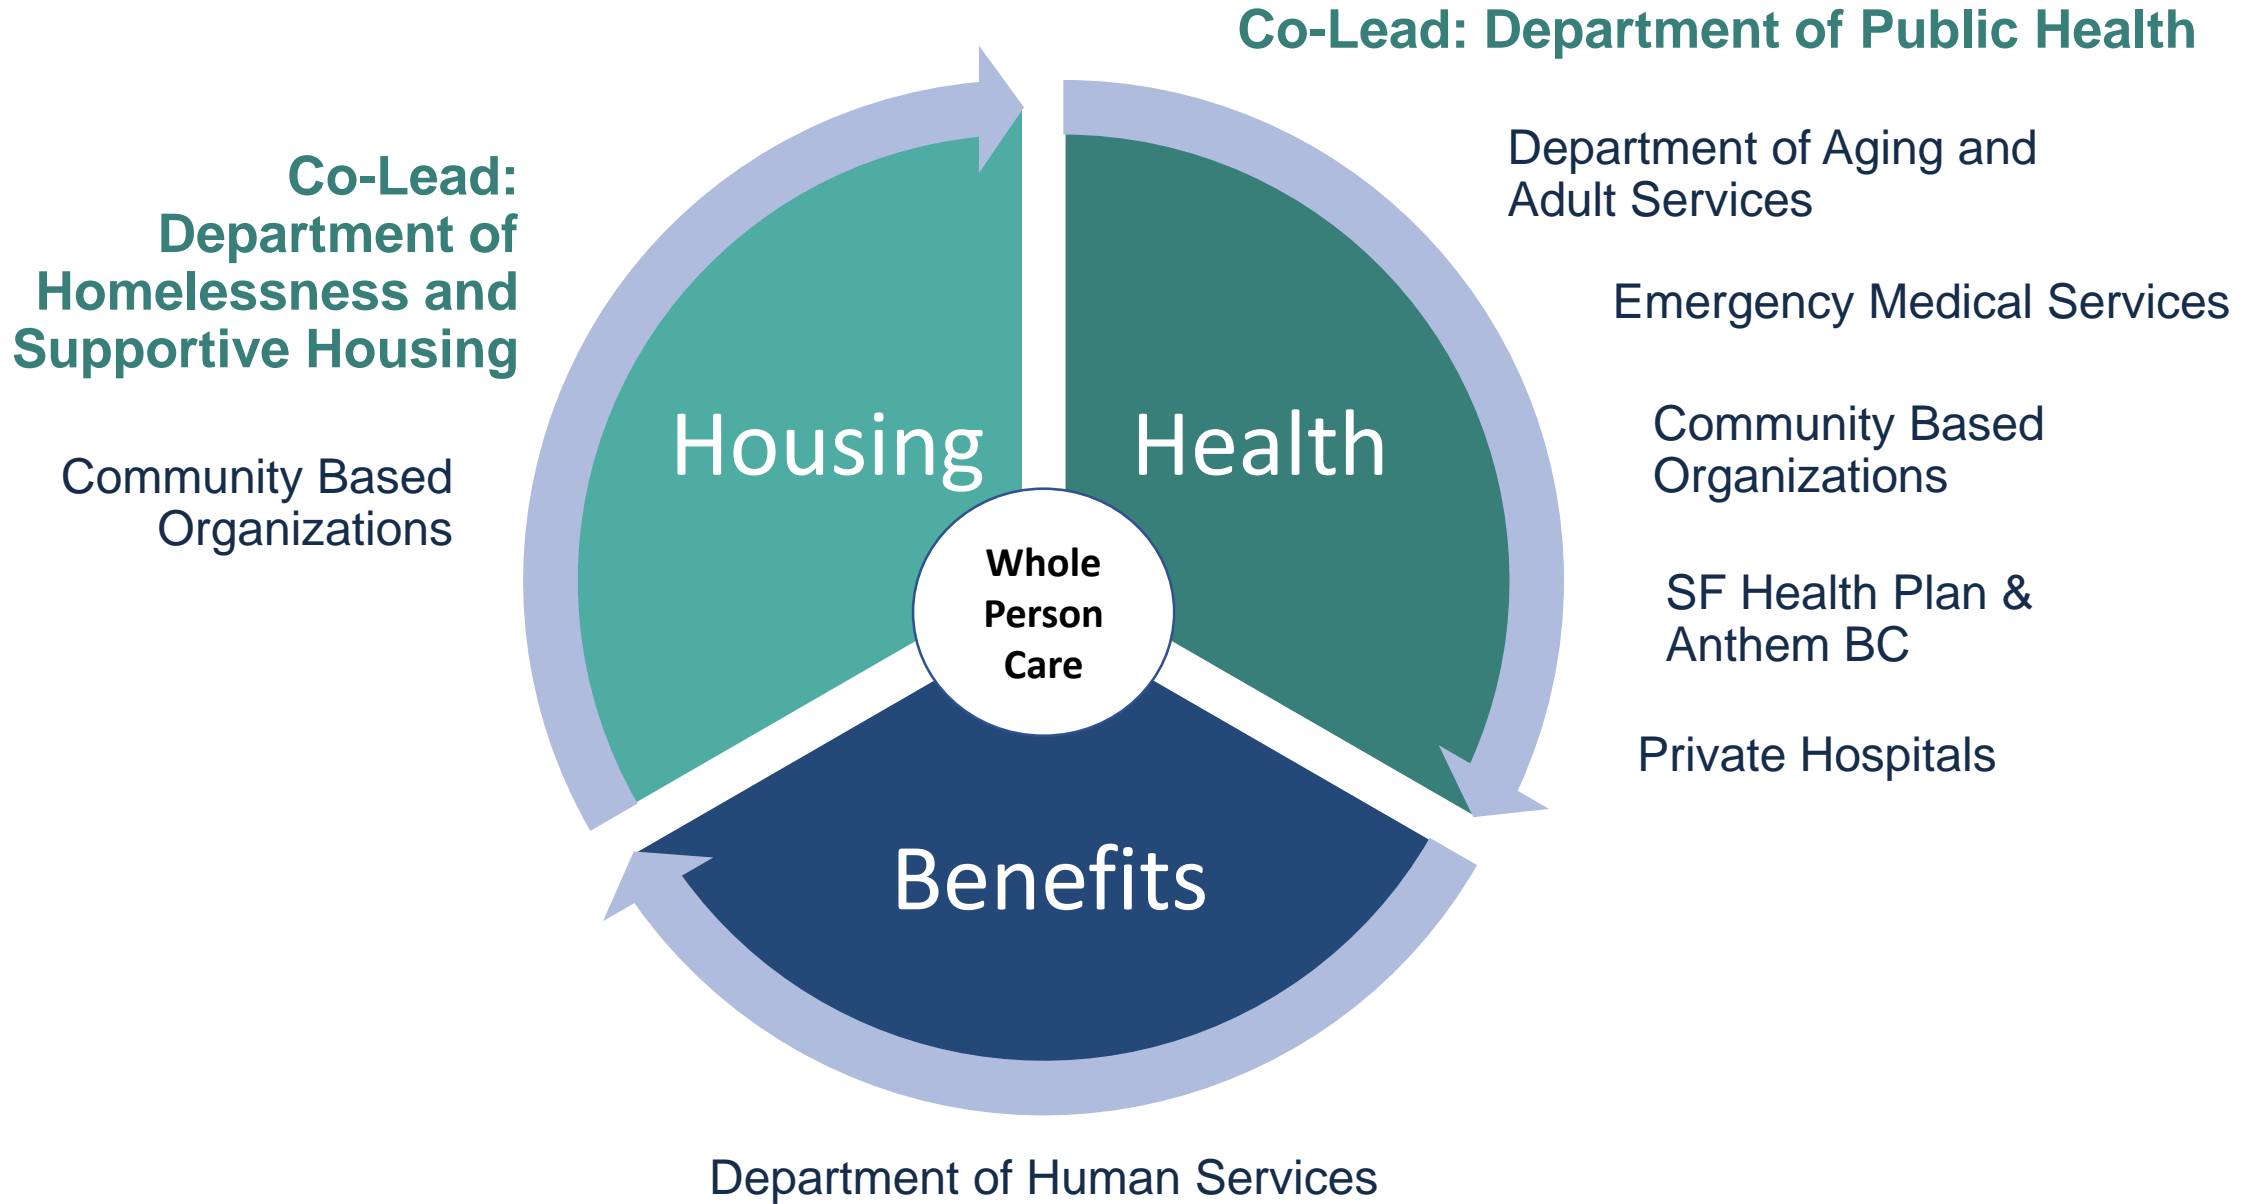 Co-Lead: Department of Public Health
Co-Lead:
Department of
Homelessness and
Supportive Housing
Community Based
Organizations
Housing
Health
Whole
Person
Care
Benefits
Department of Aging and
Adult Services
Emergency Medical Services
Community Based
Organizations
SF Health Plan &
Anthem BC
Private Hospitals
Department of Human Services